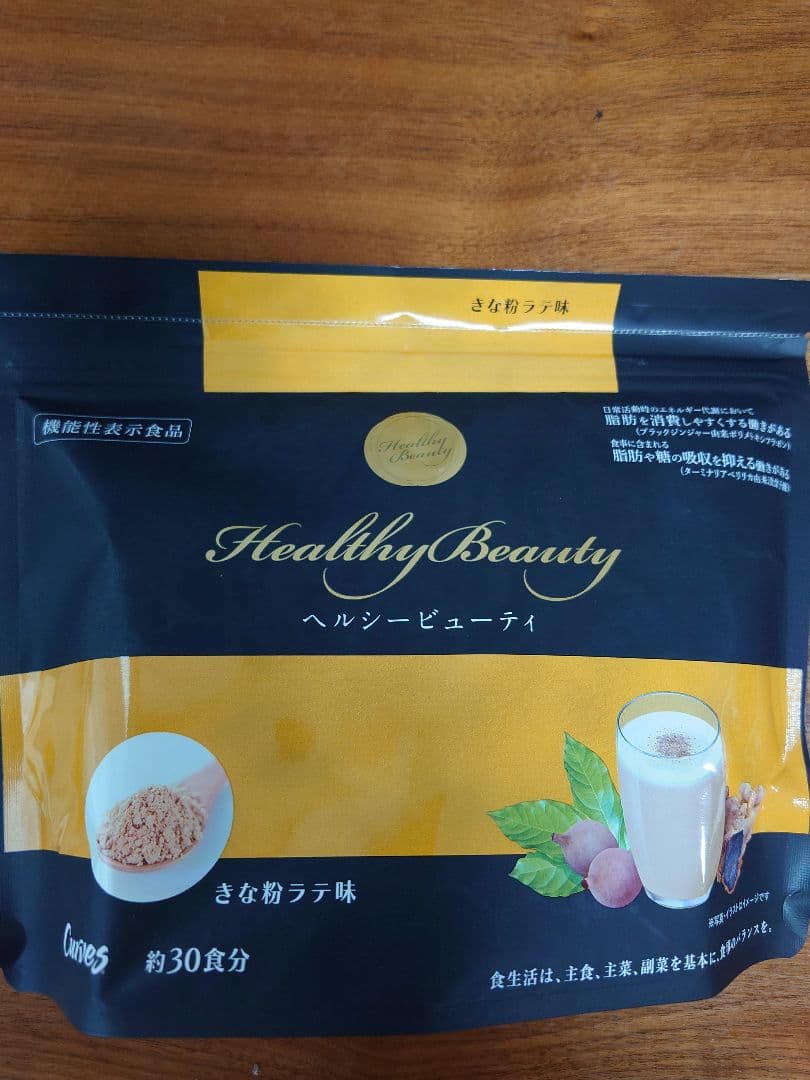 きな粉ラテ味
機能性表示食品
Healthy
Beauty
日常活動時のエネルギー代謝において
脂肪を消費しやすくする働きがある
(ブラックジンジャー由来ポリメトキシフラボン)
食事に含まれる
脂肪や糖の吸収を抑える働きがある
(ターミナリアベリリカ由来没食子酸)
Healthy Beauty
ヘルシービューティ
きな粉ラテ味
※写真・イラストはイメージです
Curves
約30食分
食生活は、主食、主菜、副菜を基本に、食事のバランスを。